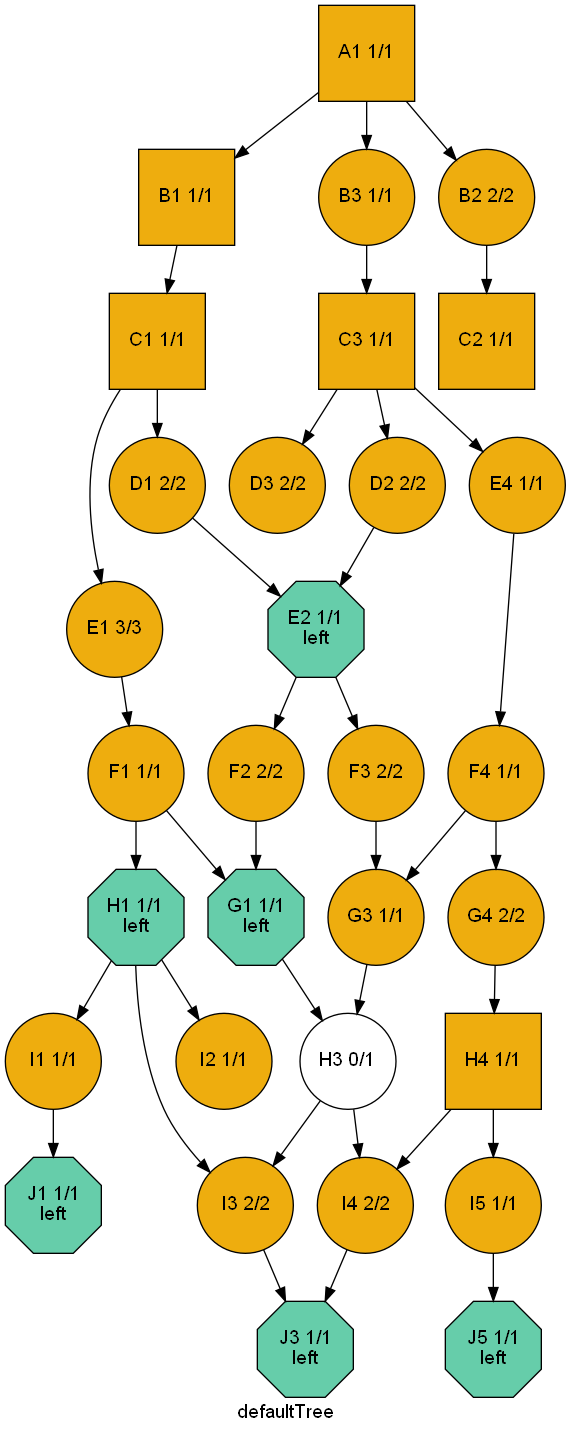 A1 1/1
B1 1/1
B3 1/1
B2 2/2
C1 1/1
C3 1/1
C2 1/1
D1 2/2
D3 2/2
D2 2/2
E4 1/1
E1 3/3
E2 1/1
left
F1 1/1
F2 2/2
F3 2/2
F4 1/1
H1 1/1
left
G1 1/1
left
G3 1/1
G4 2/2
I1 1/1
I2 1/1
H3 0/1
H4 1/1
J1 1/1
left
I3 2/2
I4 2/2
I5 1/1
J3 1/1
left
J5 1/1
left
defaultTree